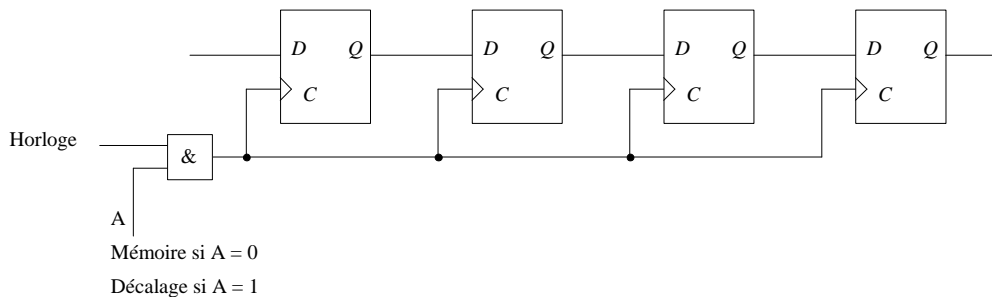 D Q D Q D Q D Q
C C C C
Horloge
&
A
Mémoire si A = 0
Décalage si A = 1